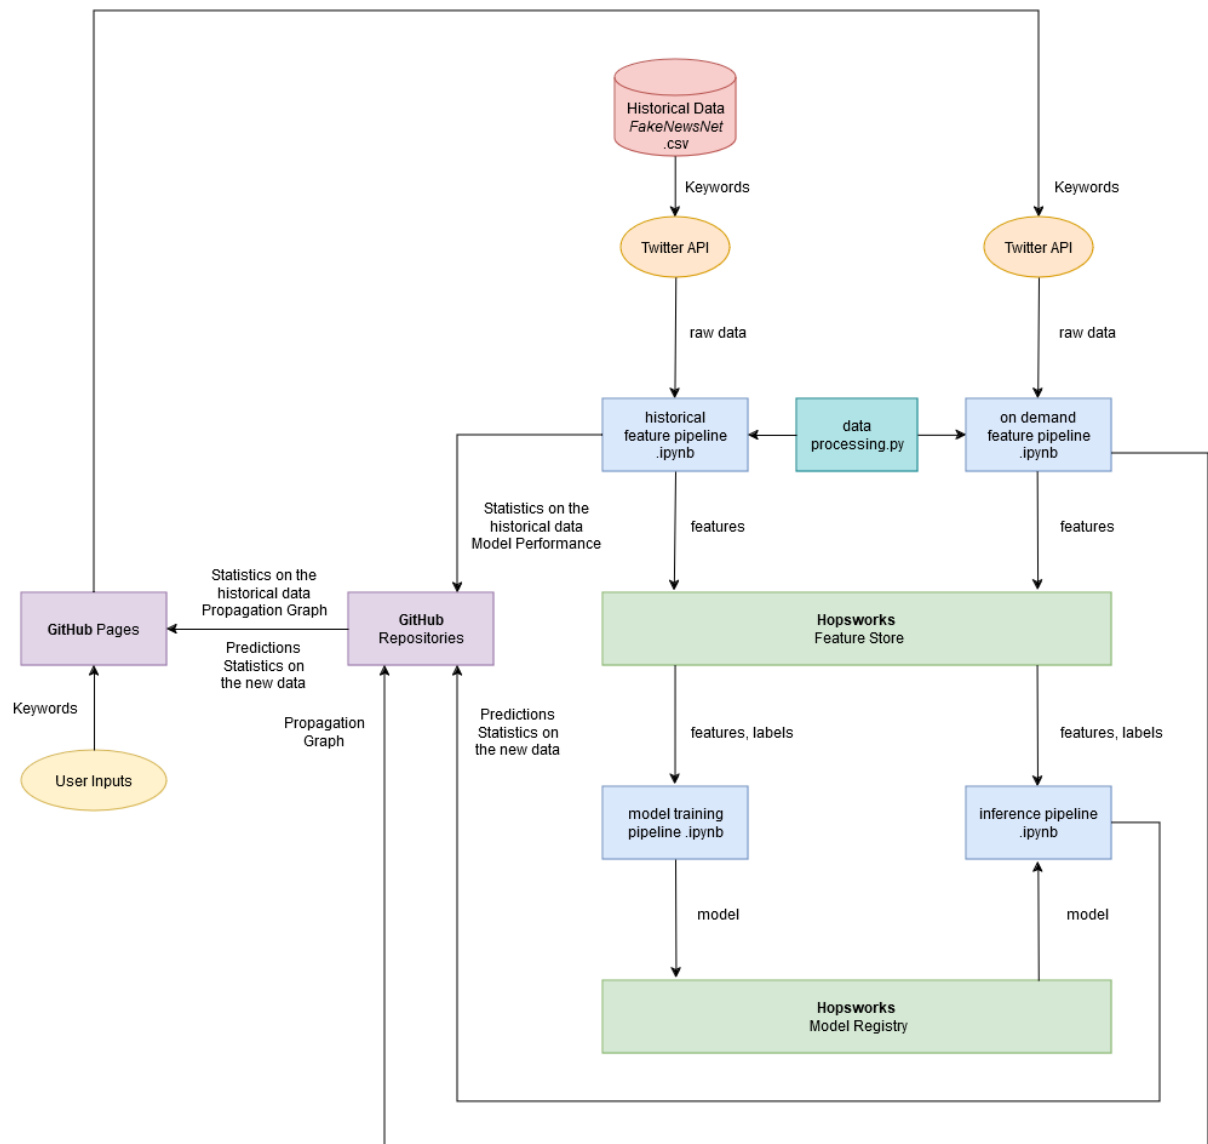 Historical Data
FakeNewsNet
.csv
Keywords
Keywords
Twitter API
Twitter API
raw data
raw data
historical
feature pipeline
.ipynb
data
processing.py
on demand
feature pipeline
.ipynb
Statistics on the
historical data
Model Performance
features
features
Statistics on the
historical data
Propagation Graph
GitHub Pages
GitHub
Repositories
Hopsworks
Feature Store
Predictions
Statistics on
the new data
Keywords
Propagation
Graph
Predictions
Statistics on
the new data
features, labels
features, labels
User Inputs
model training
pipeline .ipynb
inference pipeline
.ipynb
model
model
Hopsworks
Model Registry